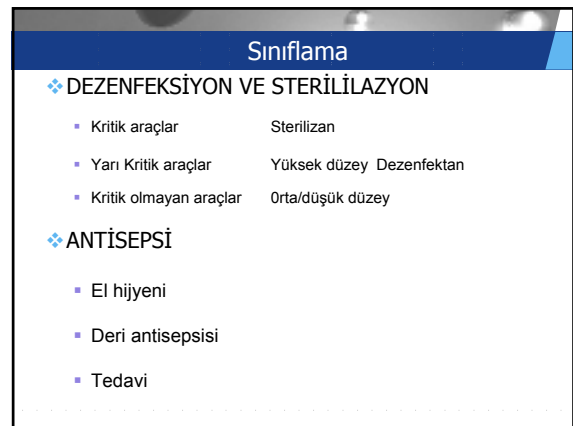 Sınıflama
DEZENFEKSİYON VE STERİLİLAZYON
Kritik araçlar Sterilizan
Yarı Kritik araçlar Yüksek düzey Dezenfektan
Kritik olmayan araçlar 0rta/düşük düzey
ANTİSEPSİ
El hijyeni
Deri antisepsisi
Tedavi